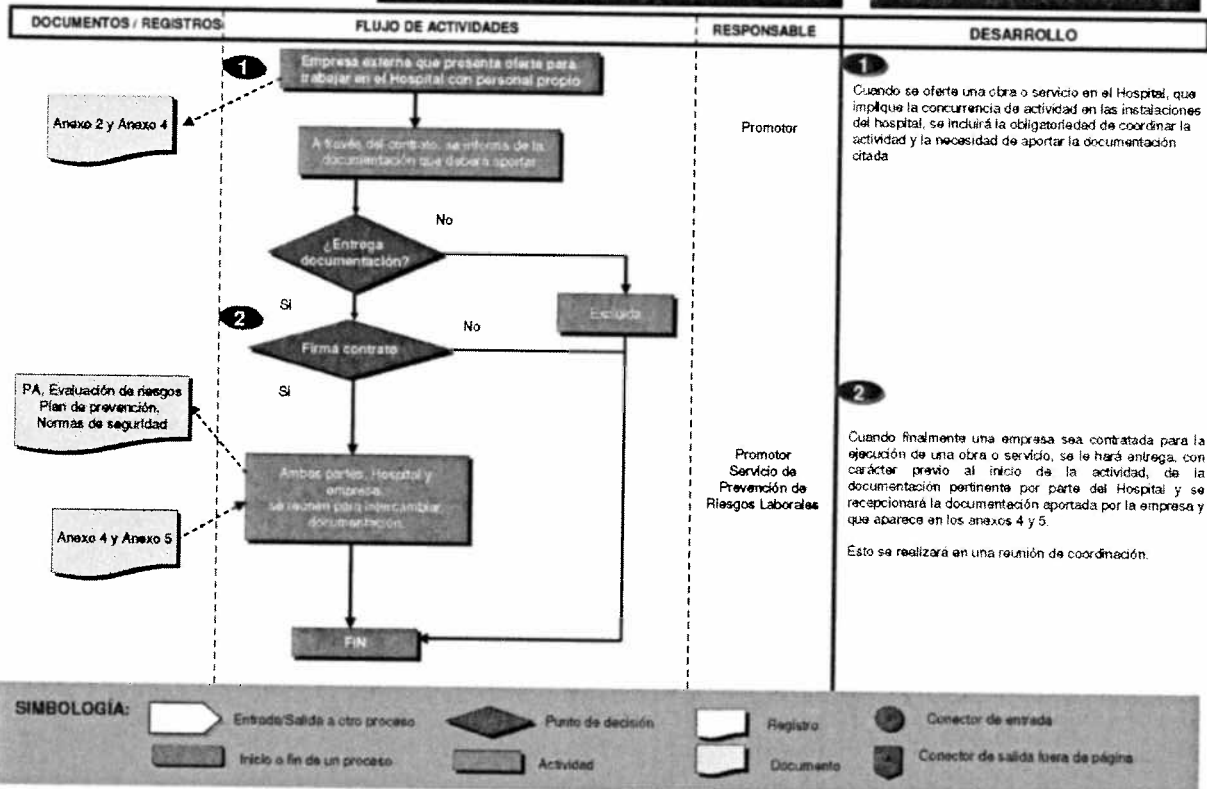 DOCUMENTOS / REGISTROS
FLUJO DE ACTIVIDADES
RESPONSABLE
DESARROLLO
1
Empresa externa que presenta oferte para
trabajar en el Hospital con personal propio
Anexo 2 y Anexo 4
A través del contrato, se informa de la
documentación que deberá aportar
Promotor
1
Cuando se oferte una obra o servicio en el Hospital, que
implique la concurrencia de actividad en las instalaciones
del hospital, se incluirá la obligatoriedad de coordinar la
actividad y la necesidad de aportar la documentación
citada
¿Entrega
documentación?
No
Si
Excluida
2
Firma contrato
No
Si
PA, Evaluación de riesgos
Plan de prevención,
Normas de seguridad
Ambas partes, Hospital y
empresa,
se reunen para intercambiar
documentación.
Anexo 4 y Anexo 5
FIN
Promotor
Servicio de
Prevención de
Riesgos Laborales
2
Cuando finalmente una empresa sea contratada para la
ejecución de una obra o servicio, se le hará entrega, con
carácter previo al inicio de la actividad, de la
documentación pertinente por parte del Hospital y se
recepcionará la documentación aportada por la empresa y
que aparece en los anexos 4 y 5.
Esto se realizará en una reunión de coordinación.
SIMBOLOGÍA:
Entrada/Salida a otro proceso
Punto de decisión
Registro
Conector de entrada
Inicio o fin de un proceso
Actividad
Documento
Conector de salida fuera de página